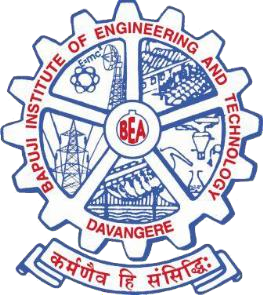 BAPUJI INSTITUTE OF ENGINEERING AND TECHNOLOGY
E=mc²
BEA
DAVANGERE
कर्मणैव हि संसिद्धिः